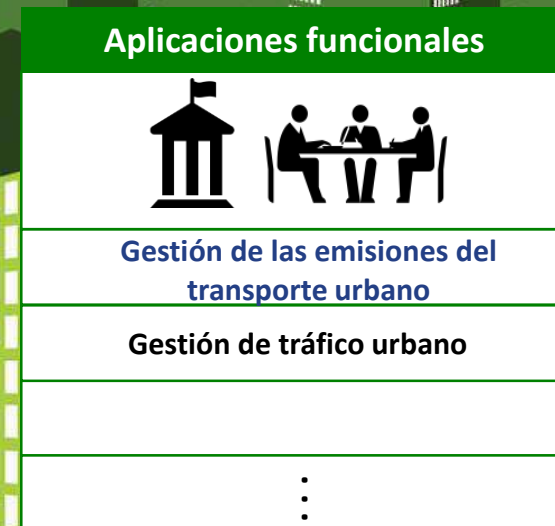 Aplicaciones funcionales
Gestión de las emisiones del
transporte urbano
Gestión de tráfico urbano
⋮